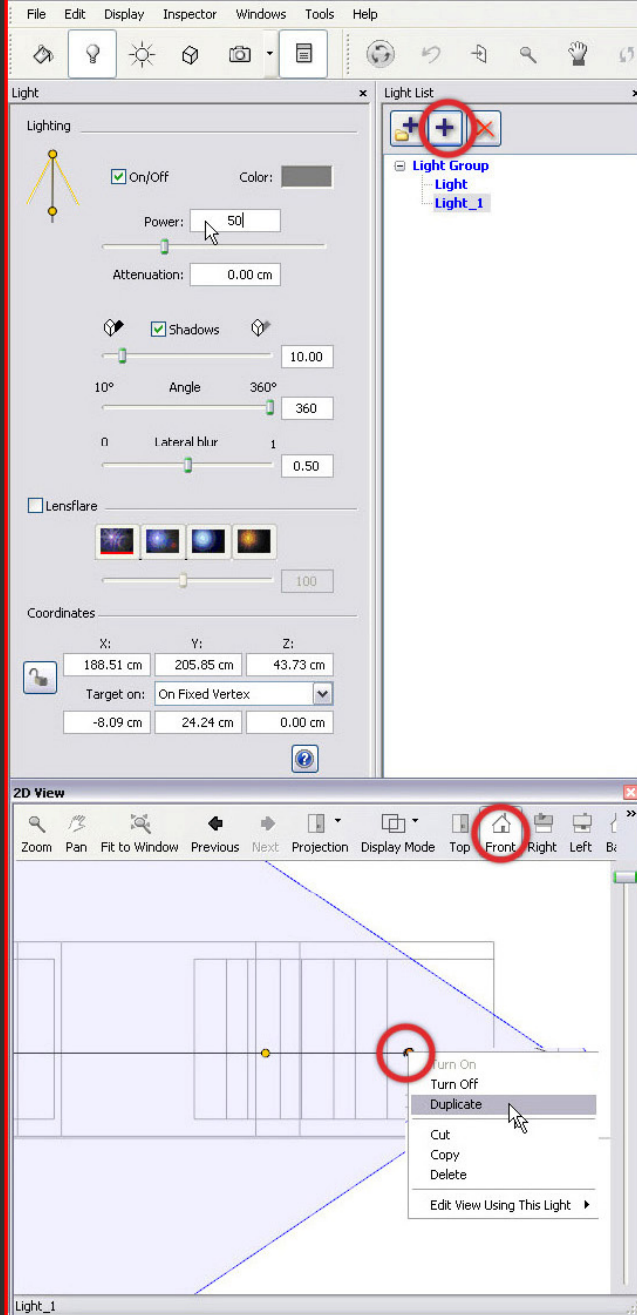 File Edit Display Inspector Windows Tools Help
Light
Lighting
On/Off Color:
Power: 50
Attenuation: 0.00 cm
Shadows
10.00
10° Angle 360°
360
0 Lateral blur 1
0.50
Lensflare
100
Coordinates
X: Y: Z:
188.51 cm 205.85 cm 43.73 cm
Target on: On Fixed Vertex
-8.09 cm 24.24 cm 0.00 cm
Light List
Light Group
Light
Light_1
2D View
Zoom Pan Fit to Window Previous Next Projection Display Mode Top Front Right Left
Turn On
Turn Off
Duplicate
Cut
Copy
Delete
Edit View Using This Light
Light_1